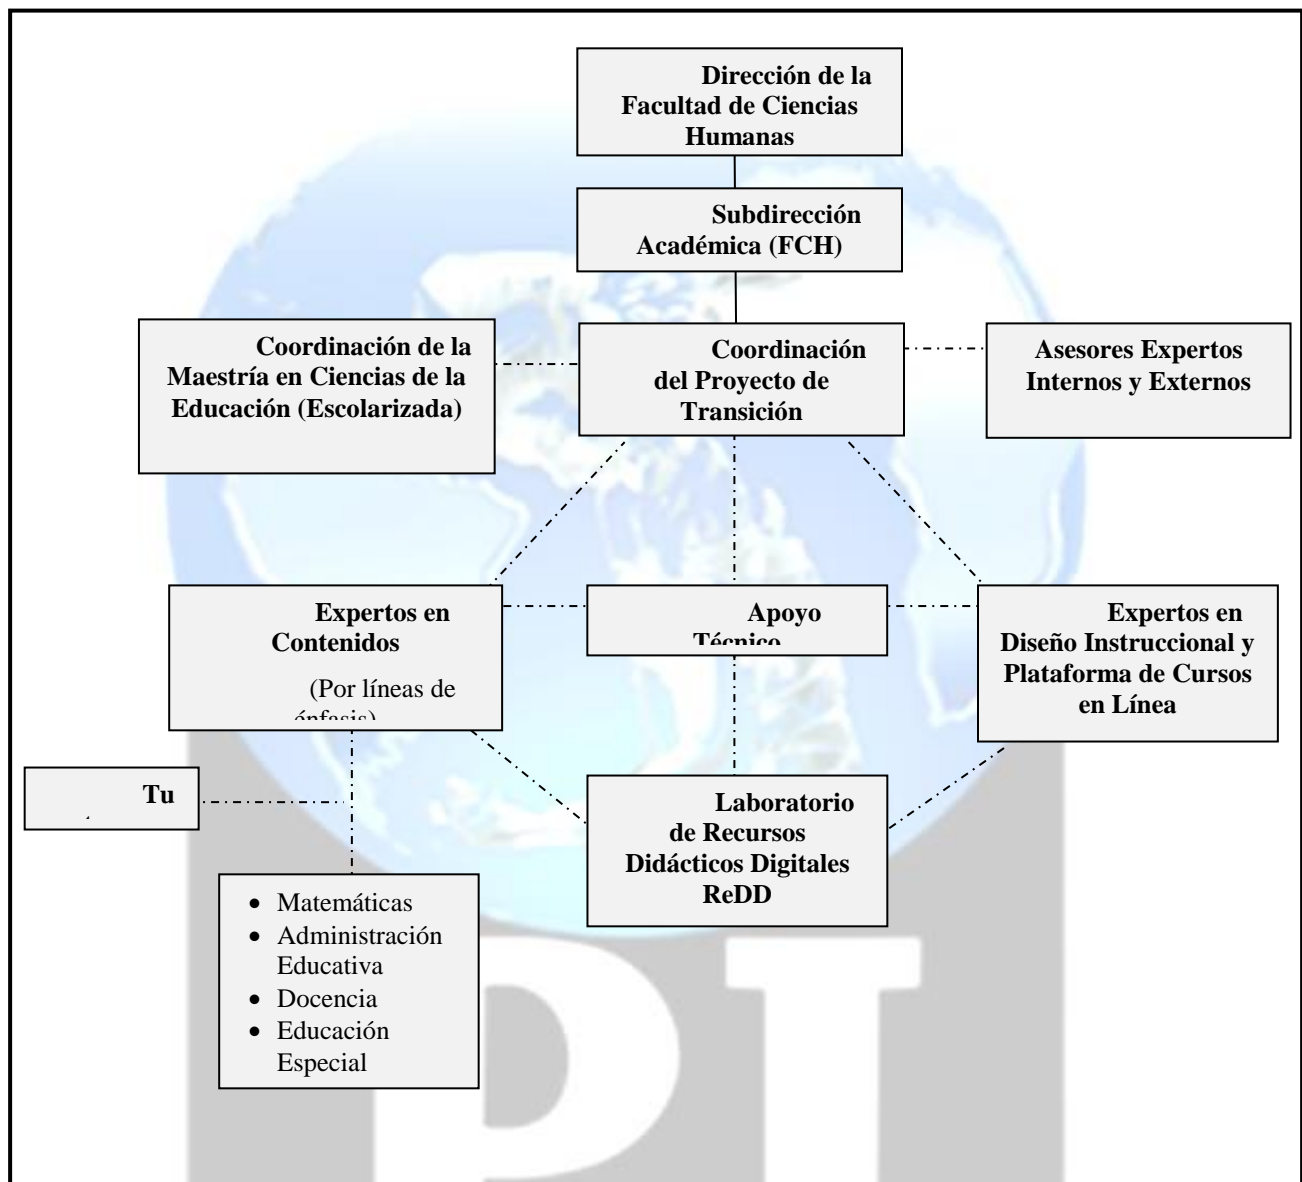 Dirección de la
Facultad de Ciencias
Humanas
Subdirección
Académica (FCH)
Coordinación de la
Maestría en Ciencias de la
Educación (Escolarizada)
Coordinación
del Proyecto de
Transición
Asesores Expertos
Internos y Externos
Expertos en
Contenidos
(Por líneas de
énfasis)
Apoyo
Técnico
Expertos en
Diseño Instruccional y
Plataforma de Cursos
en Línea
Tu
Laboratorio
de Recursos
Didácticos Digitales
ReDD
• Matemáticas
• Administración
Educativa
• Docencia
• Educación
Especial
PI